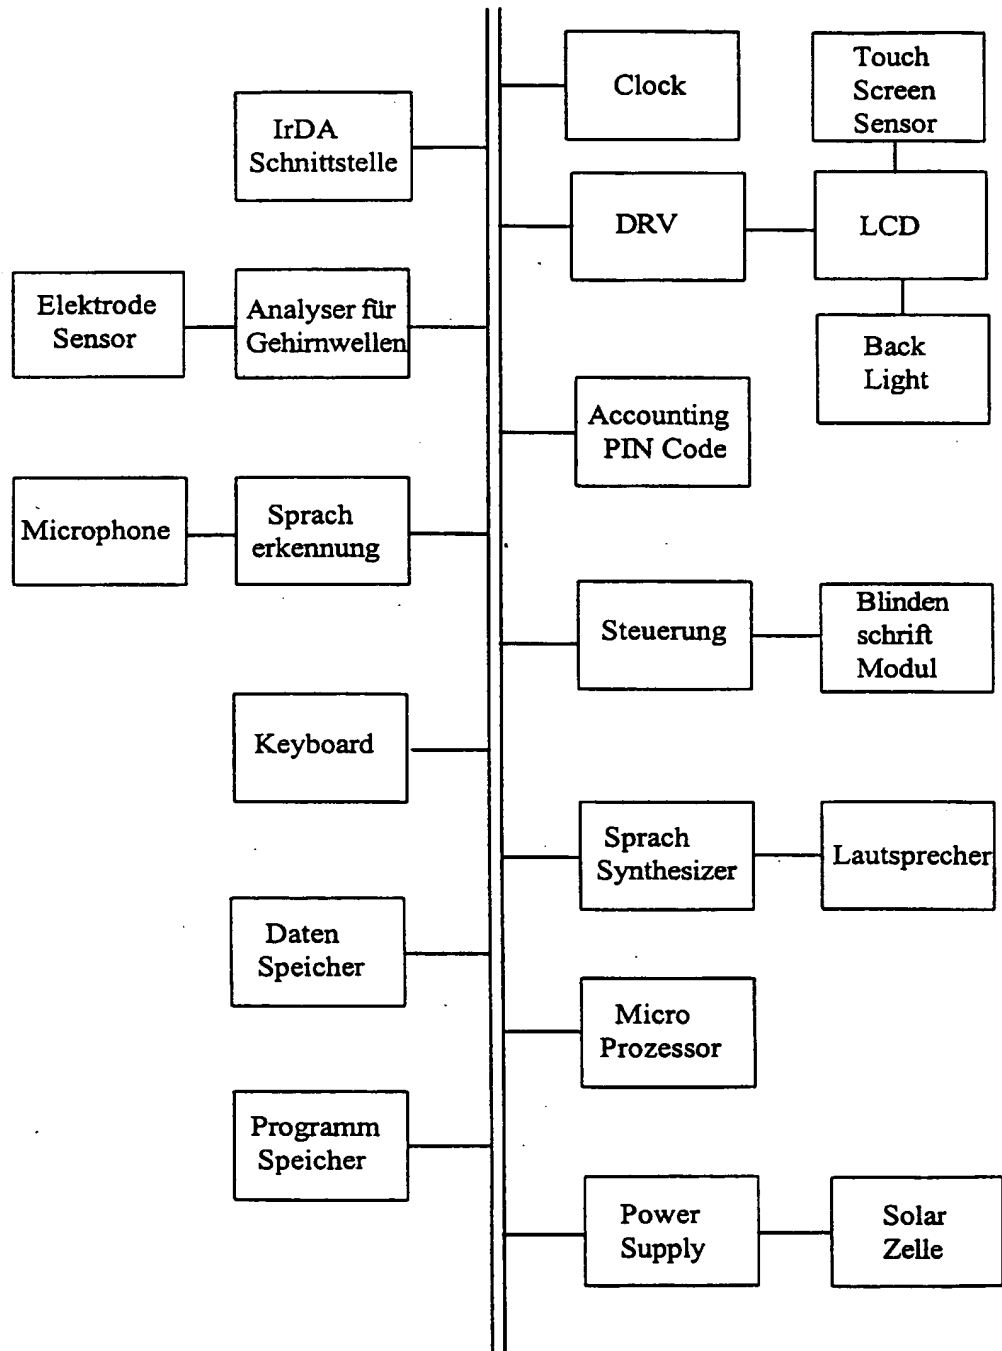 Clock
Touch
Screen
Sensor
IrDA
Schnittstelle
DRV
LCD
Elektrode
Sensor
Analyser für
Gehirnwellen
Back
Light
Accounting
PIN Code
Microphone
Sprach
erkennung
Steuerung
Blinden
schrift
Modul
Keyboard
Sprach
Synthesizer
Lautsprecher
Daten
Speicher
Micro
Prozessor
Programm
Speicher
Power
Supply
Solar
Zelle